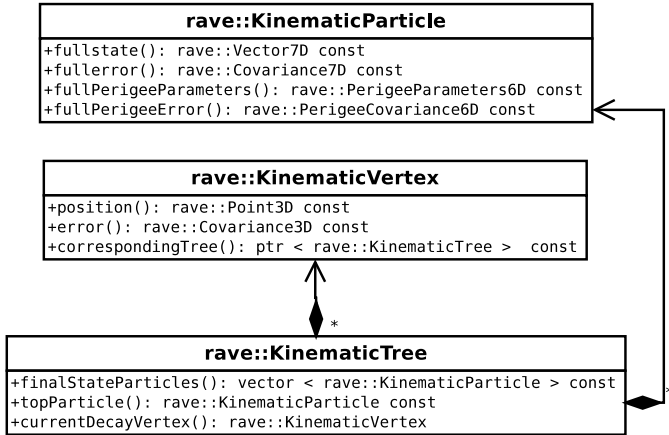 rave::KinematicParticle
+fullstate(): rave::Vector7D const
+fullerror(): rave::Covariance7D const
+fullPerigeeParameters(): rave::PerigeeParameters6D const
+fullPerigeeError(): rave::PerigeeCovariance6D const
rave::KinematicVertex
+position(): rave::Point3D const
+error(): rave::Covariance3D const
+correspondingTree(): ptr < rave::KinematicTree >  const
*
rave::KinematicTree
+finalStateParticles(): vector < rave::KinematicParticle > const
+topParticle(): rave::KinematicParticle const
+currentDecayVertex(): rave::KinematicVertex